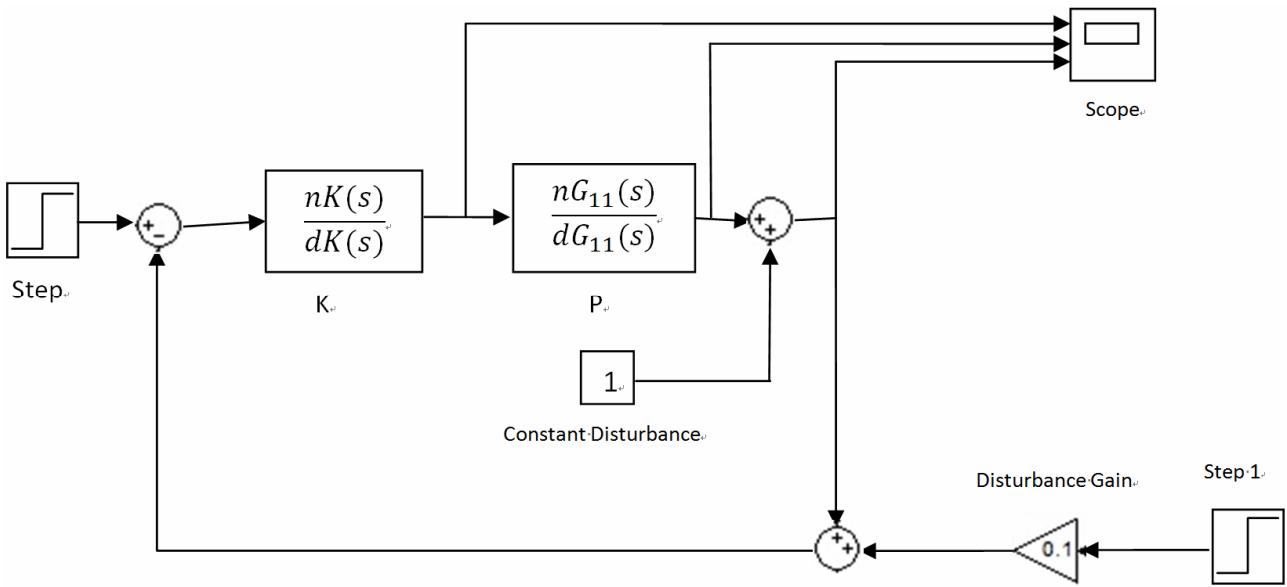 Scope
nK(s)
dK(s)
nG₁₁(s)
dG₁₁(s)
+
−
+
+
Step
K
P
1
Constant Disturbance
Disturbance Gain
Step 1
+
+
0.1